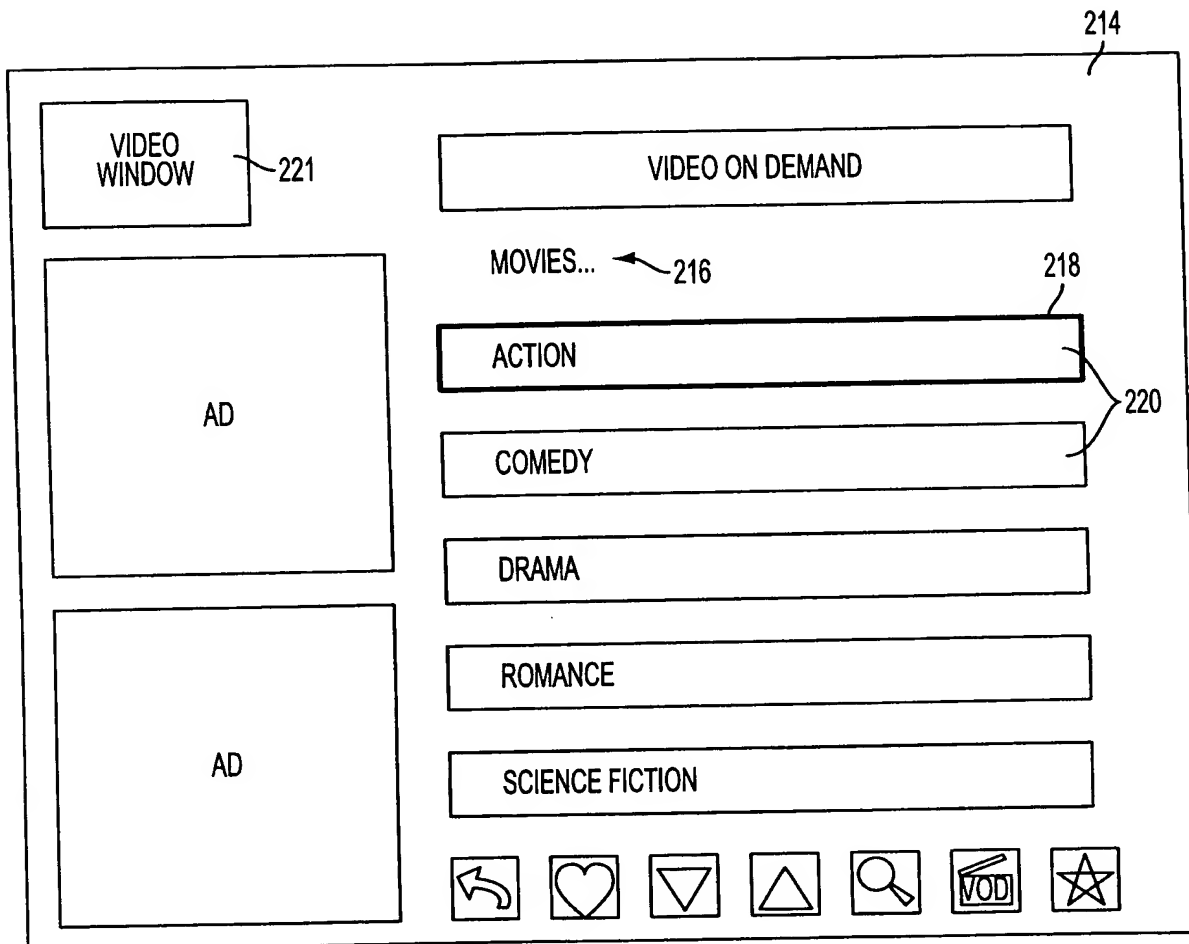 214
VIDEO
WINDOW
221
VIDEO ON DEMAND
MOVIES...
216
218
ACTION
220
AD
COMEDY
DRAMA
ROMANCE
AD
SCIENCE FICTION
VOD